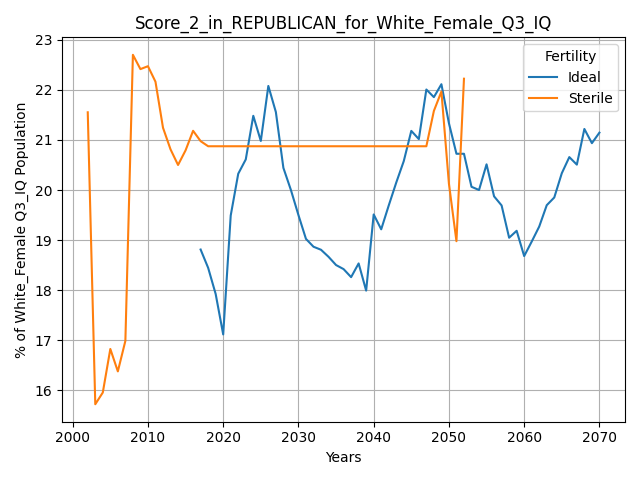 Score_2_in_REPUBLICAN_for_White_Female_Q3_IQ
% of White_Female Q3_IQ Population
23
22
21
20
19
18
17
16
Fertility
Ideal
Sterile
2000 2010 2020 2030 2040 2050 2060 2070
Years